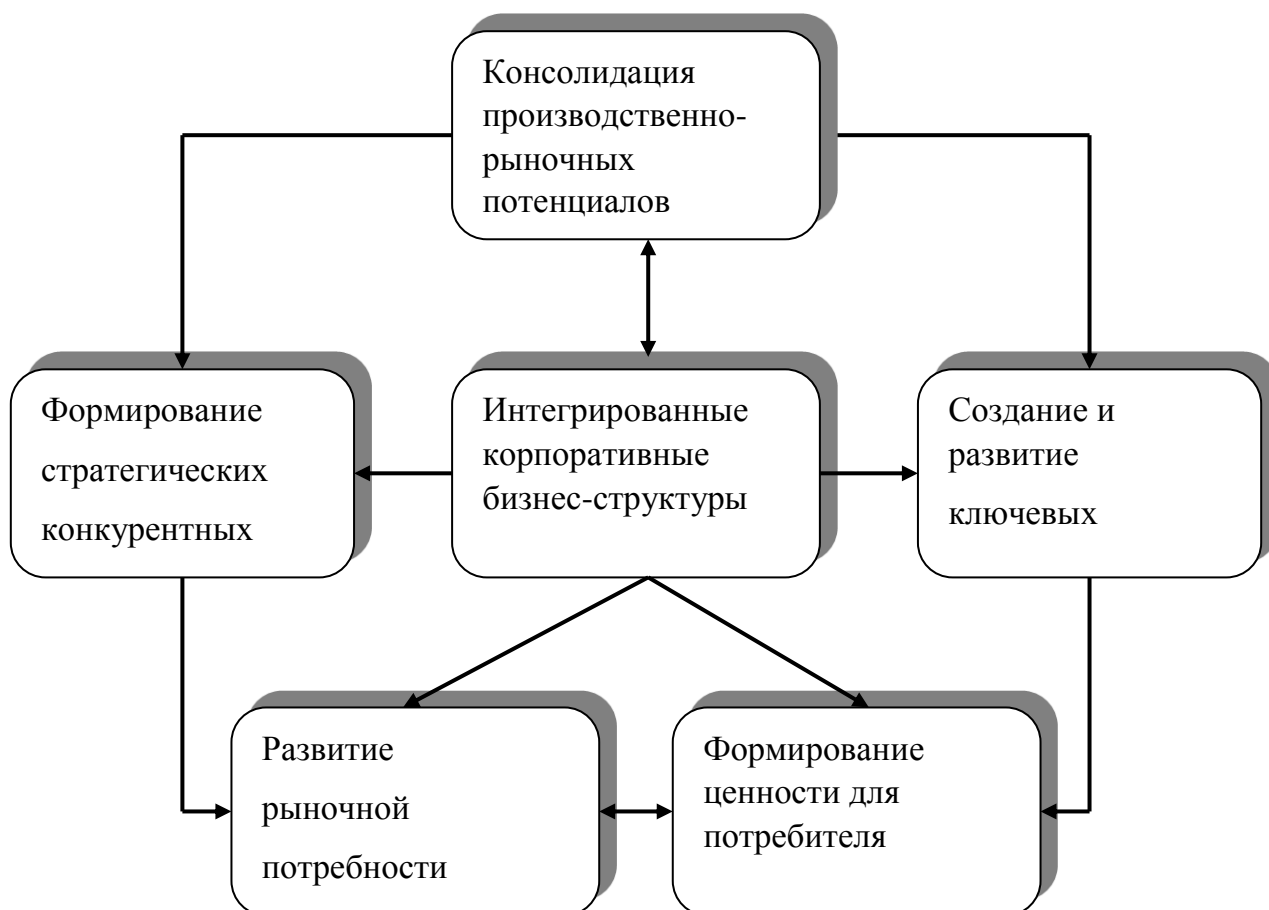 Консолидация
производственно-
рыночных
потенциалов
Формирование
стратегических
конкурентных
Интегрированные
корпоративные
бизнес-структуры
Создание и
развитие
ключевых
Развитие
рыночной
потребности
Формирование
ценности для
потребителя